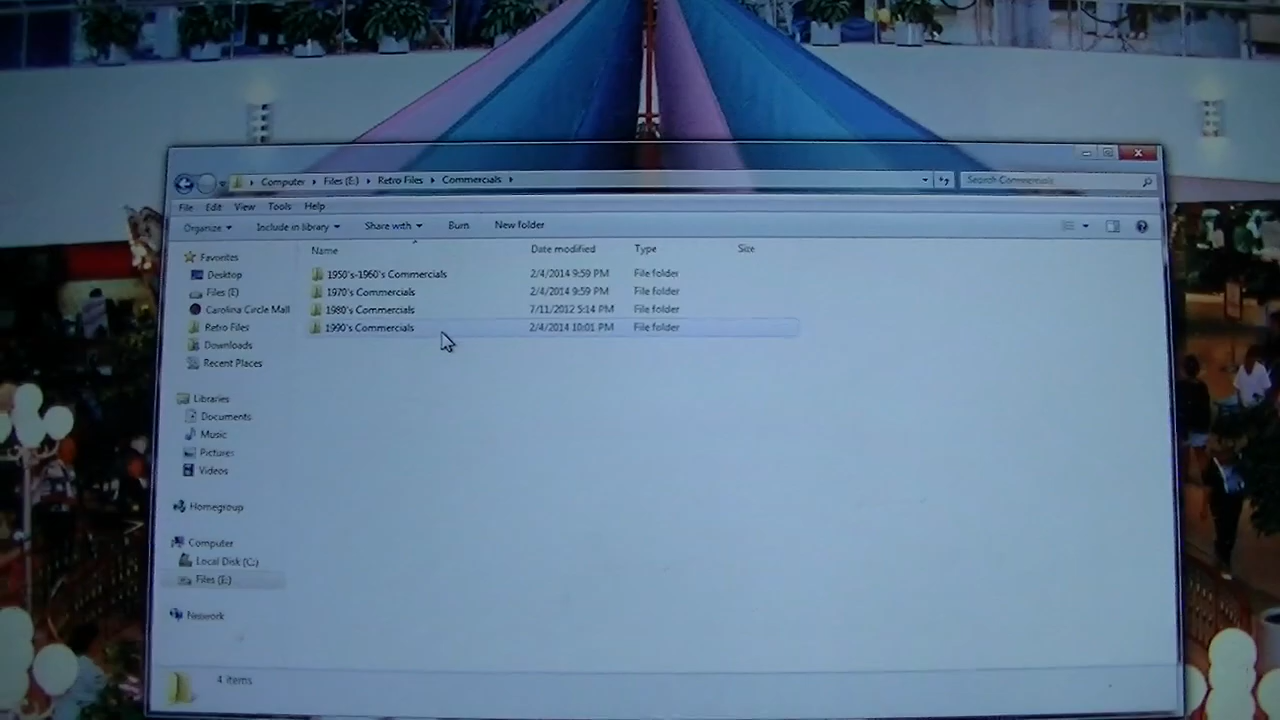 Computer Files (E:) Retro Files Commercials Search Commercials
File Edit View Tools Help
Organize Include in library Share with Burn New folder
Name Date modified Type Size
Favorites
Desktop
Files (E:)
Carolina Circle Mall
Retro Files
Downloads
Recent Places
Libraries
Documents
Music
Pictures
Videos
Homegroup
Computer
Local Disk (C:)
Files (E:)
Network
1950's-1960's Commercials 2/4/2014 9:59 PM File folder
1970's Commercials 2/4/2014 9:59 PM File folder
1980's Commercials 7/11/2012 5:14 PM File folder
1990's Commercials 2/4/2014 10:01 PM File folder
4 items